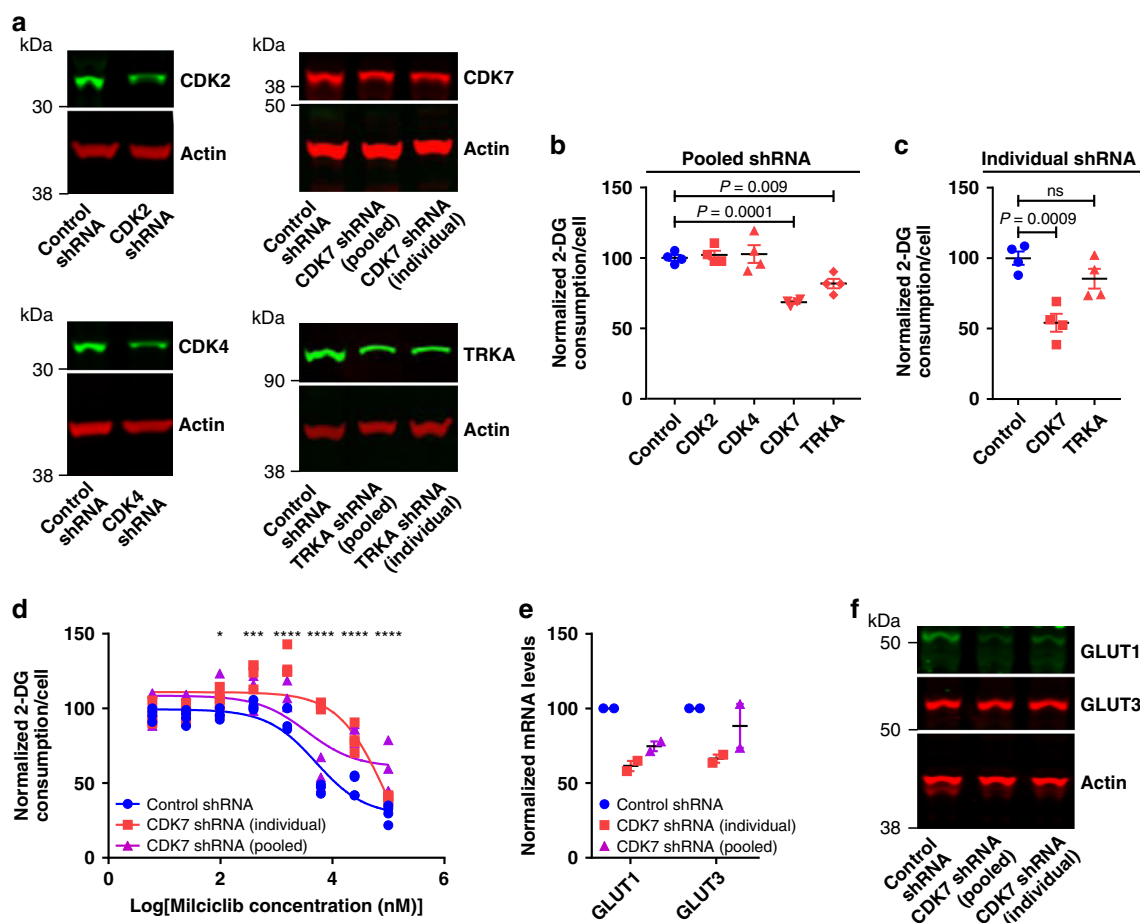 a
kDa
CDK2
30
Actin
38
Control
shRNA
CDK2
shRNA
kDa
CDK7
38
50
Actin
Control
shRNA
CDK7 shRNA
(pooled)
CDK7 shRNA
(individual)
kDa
CDK4
30
Actin
38
Control
shRNA
CDK4
shRNA
kDa
TRKA
90
Actin
38
Control
shRNA
TRKA shRNA
(pooled)
TRKA shRNA
(individual)
b
Pooled shRNA
Normalized 2-DG
consumption/cell
150
100
50
0
P = 0.009
P = 0.0001
Control
CDK2
CDK4
CDK7
TRKA
c
Individual shRNA
Normalized 2-DG
consumption/cell
150
100
50
0
ns
P = 0.0009
Control
CDK7
TRKA
d
Normalized 2-DG
consumption/cell
150
100
50
0
* *** **** **** **** ****
Control shRNA
CDK7 shRNA (individual)
CDK7 shRNA (pooled)
0 2 4 6
Log[Milciclib concentration (nM)]
e
Normalized mRNA levels
150
100
50
0
Control shRNA
CDK7 shRNA (individual)
CDK7 shRNA (pooled)
GLUT1
GLUT3
f
kDa
50
GLUT1
GLUT3
50
Actin
38
Control
shRNA
CDK7 shRNA
(pooled)
CDK7 shRNA
(individual)